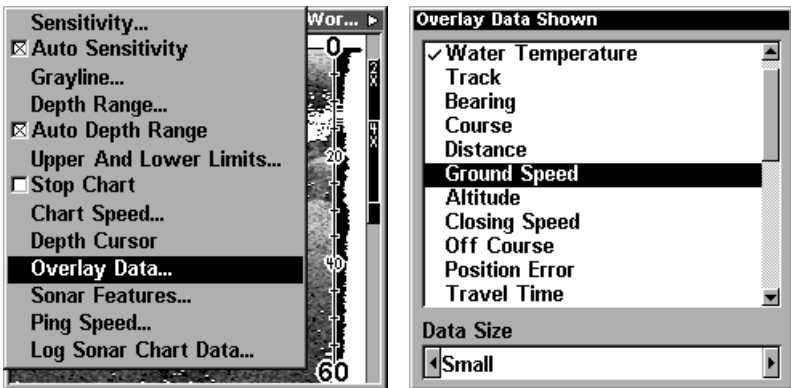 Sensitivity...
Auto Sensitivity
Grayline...
Depth Range...
Auto Depth Range
Upper And Lower Limits...
Stop Chart
Chart Speed...
Depth Cursor
Overlay Data...
Sonar Features...
Ping Speed...
Log Sonar Chart Data...
Wor...
0
2X
4X
20
40
60
Overlay Data Shown
Water Temperature
Track
Bearing
Course
Distance
Ground Speed
Altitude
Closing Speed
Off Course
Position Error
Travel Time
Data Size
Small